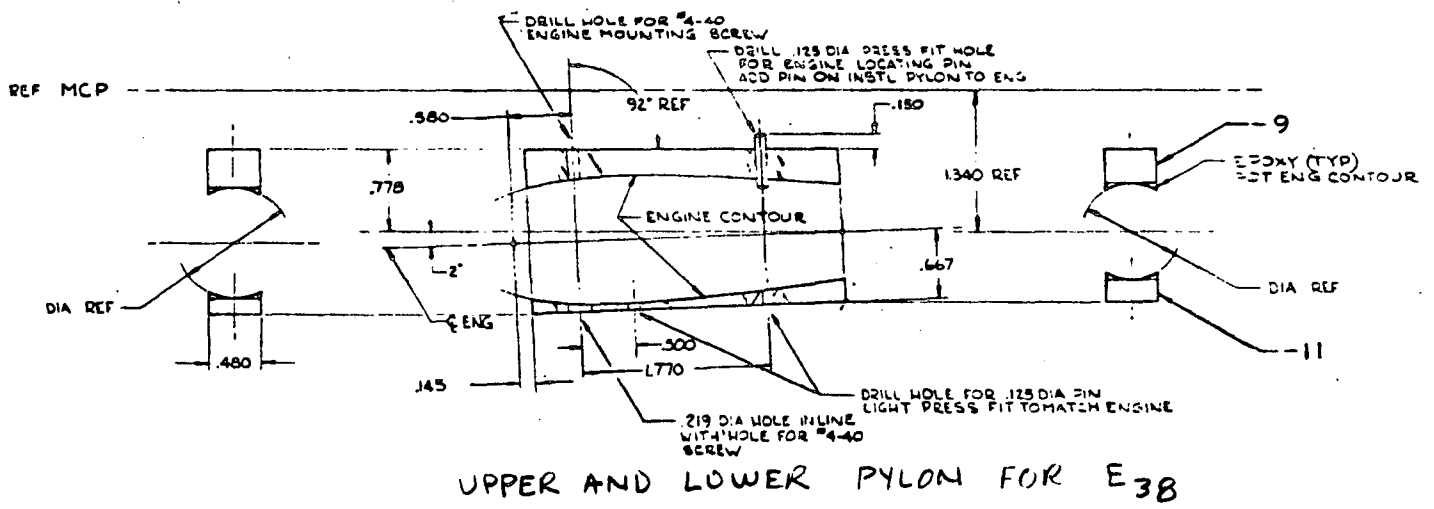 DRILL HOLE FOR #4-40
ENGINE MOUNTING SCREW
DRILL .125 DIA PRESS FIT HOLE
FOR ENGINE LOCATING PIN
ADD PIN ON INSTL PYLON TO ENG
REF MCP
92° REF
.150
.580
-9
EPOXY (TYP)
ENG CONTOUR
.778
1.340 REF
ENGINE CONTOUR
2°
.667
DIA REF
DIA REF
℄ ENG
-11
.480
.500
1.770
.145
DRILL HOLE FOR .125 DIA PIN
LIGHT PRESS FIT TO MATCH ENGINE
.219 DIA HOLE INLINE
WITH HOLE FOR #4-40
SCREW
UPPER AND LOWER PYLON FOR E38